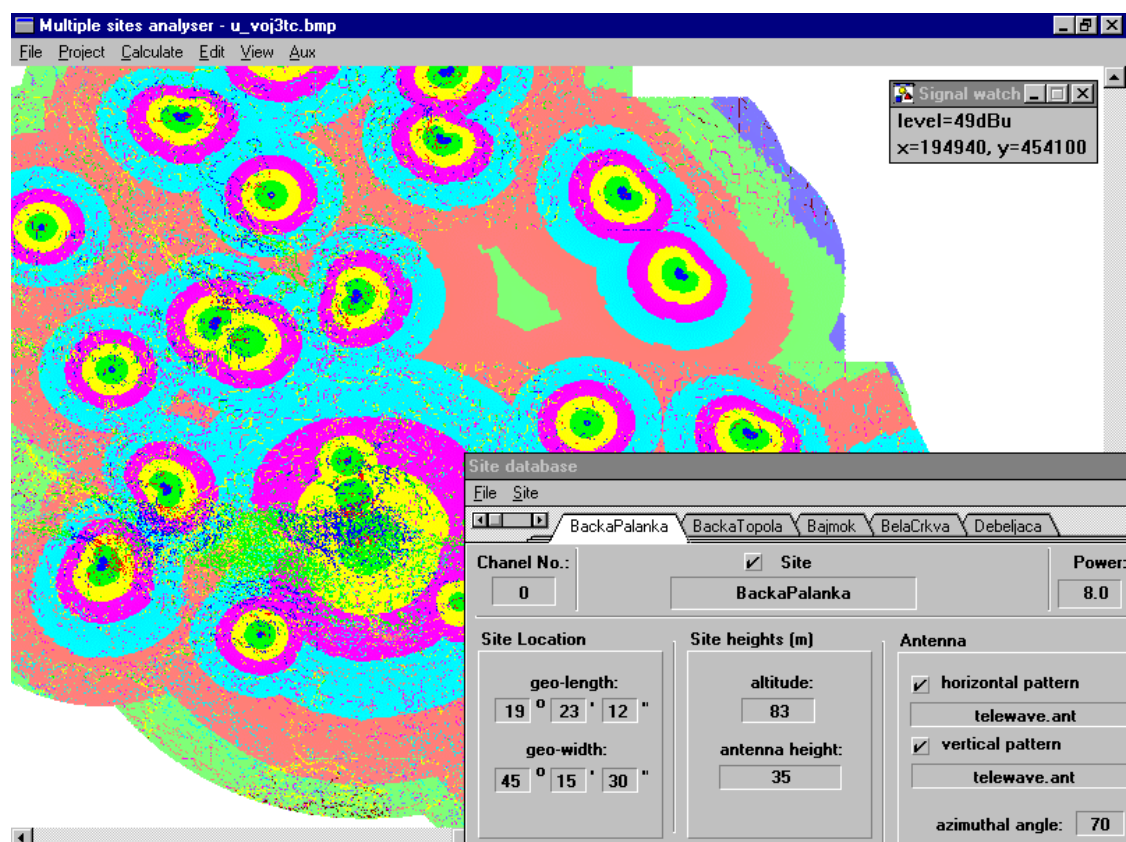 Multiple sites analyser - u_voj3tc.bmp
File Project Calculate Edit View Aux
Signal watch
level=49dBu
x=194940, y=454100
Site database
File Site
BackaPalanka BackaTopola Bajmok BelaCrkva Debeljaca
Chanel No.: Site Power:
0 BackaPalanka 8.0
Site Location Site heights (m) Antenna
geo-length: altitude: horizontal pattern
19 o 23 ' 12 " 83 telewave.ant
geo-width: antenna height: vertical pattern
45 o 15 ' 30 " 35 telewave.ant
azimuthal angle: 70